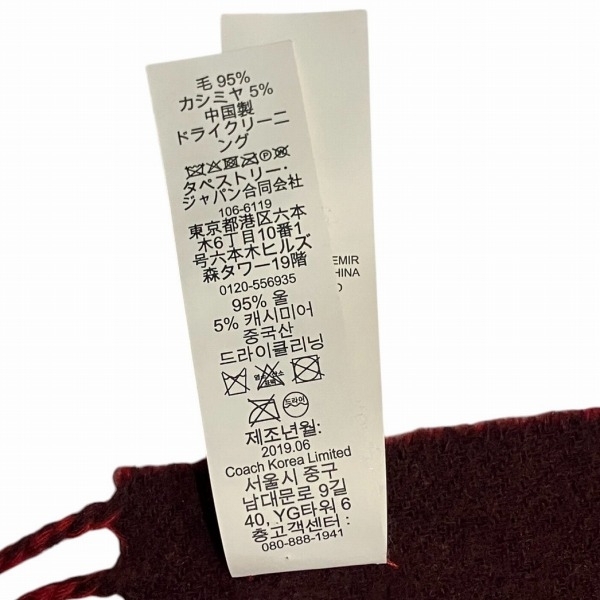 毛 95%
カシミヤ 5%
中国製
ドライクリーニ
ング
タペストリー・
ジャパン合同会社
106-6119
東京都港区六本
木6丁目10番1
号六本木ヒルズ
森タワー19階
0120-556935
95% 울
5% 캐시미어
중국산
드라이클리닝
드라이
제조년월:
2019.06
Coach Korea Limited
서울시 중구
남대문로 9길
40, YG타워 6
층고객센터 :
080-888-1941
EMIR
CHINA